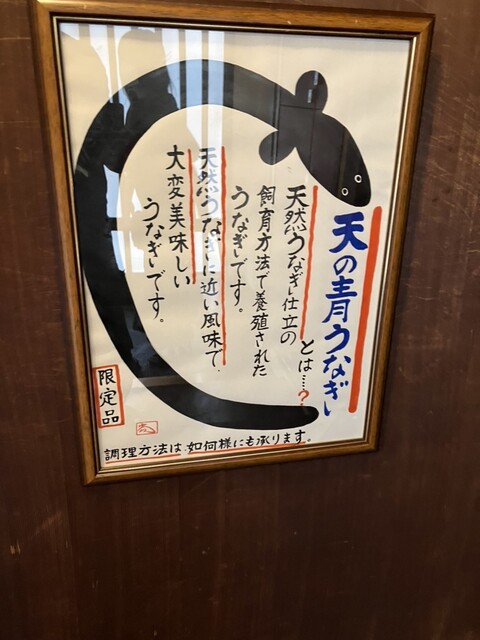 天の青うなぎ
とは…?
天然うなぎ仕立の
飼育方法で養殖された
うなぎです。
天然うなぎに近い風味で、
大変美味しい
うなぎです。
限定品
調理方法は如何様にも承ります。